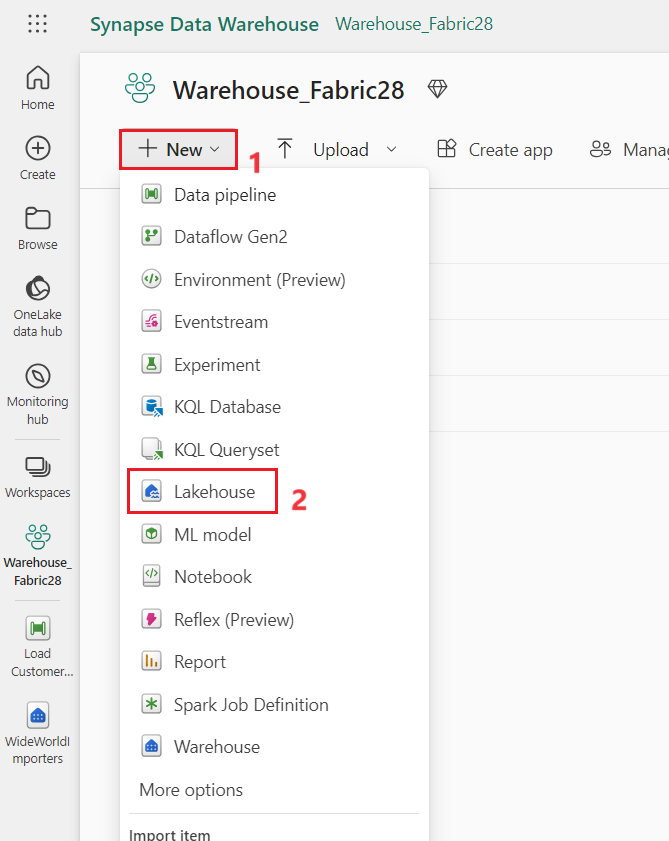 Synapse Data Warehouse Warehouse_Fabric28
Home
Create
Browse
OneLake
data hub
Monitoring
hub
Workspaces
Warehouse_
Fabric28
Load
Customer...
WideWorldI
mporters
Warehouse_Fabric28
New 1 Upload Create app Manag
Data pipeline
Dataflow Gen2
Environment (Preview)
Eventstream
Experiment
KQL Database
KQL Queryset
Lakehouse 2
ML model
Notebook
Reflex (Preview)
Report
Spark Job Definition
Warehouse
More options
Import item